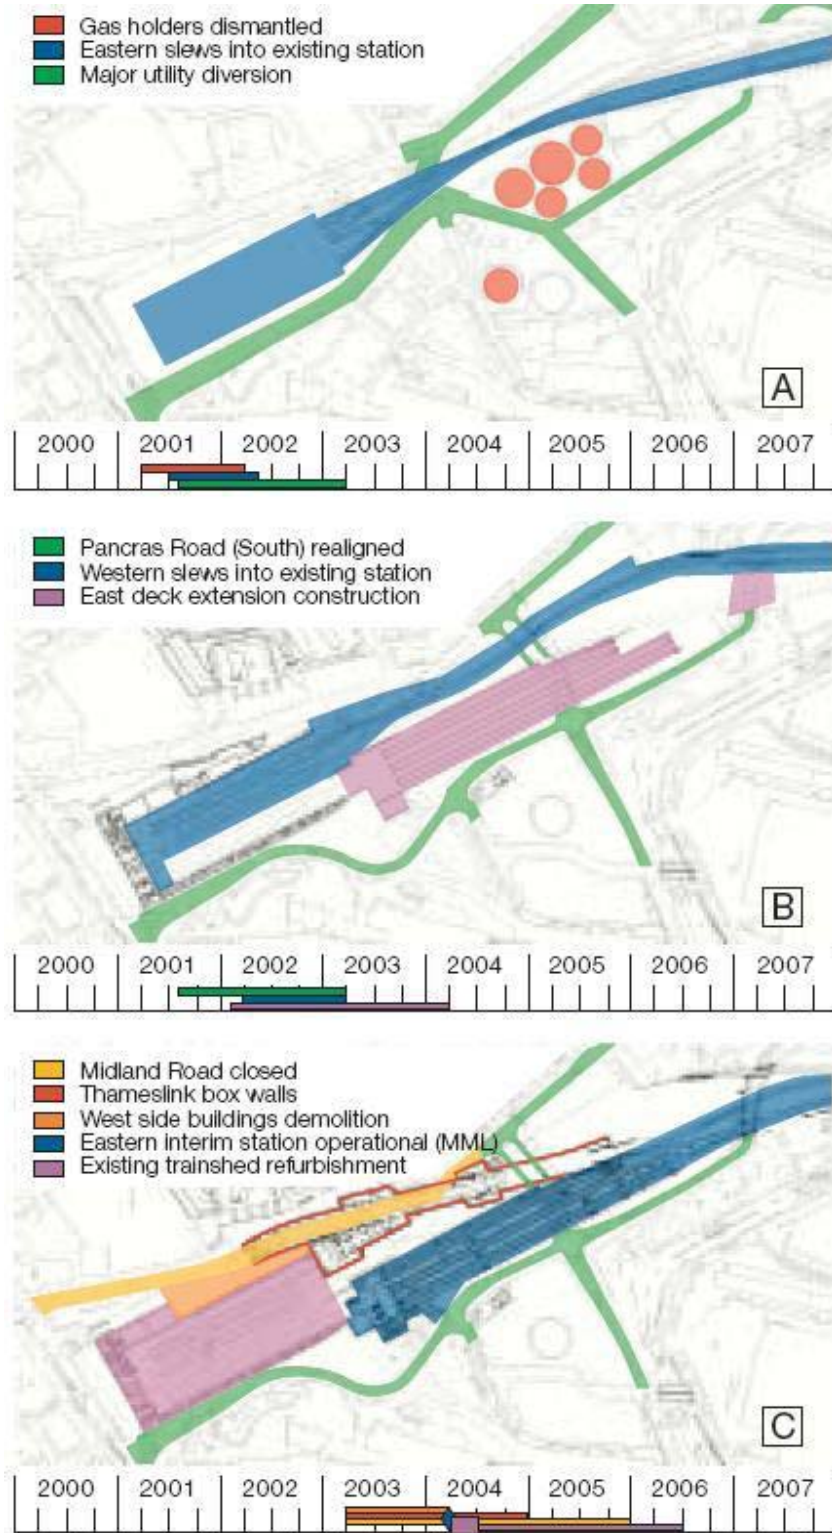 Gas holders dismantled
Eastern slews into existing station
Major utility diversion
A
2000 2001 2002 2003 2004 2005 2006 2007
Pancras Road (South) realigned
Western slews into existing station
East deck extension construction
B
2000 2001 2002 2003 2004 2005 2006 2007
Midland Road closed
Thameslink box walls
West side buildings demolition
Eastern interim station operational (MML)
Existing trainshed refurbishment
C
2000 2001 2002 2003 2004 2005 2006 2007